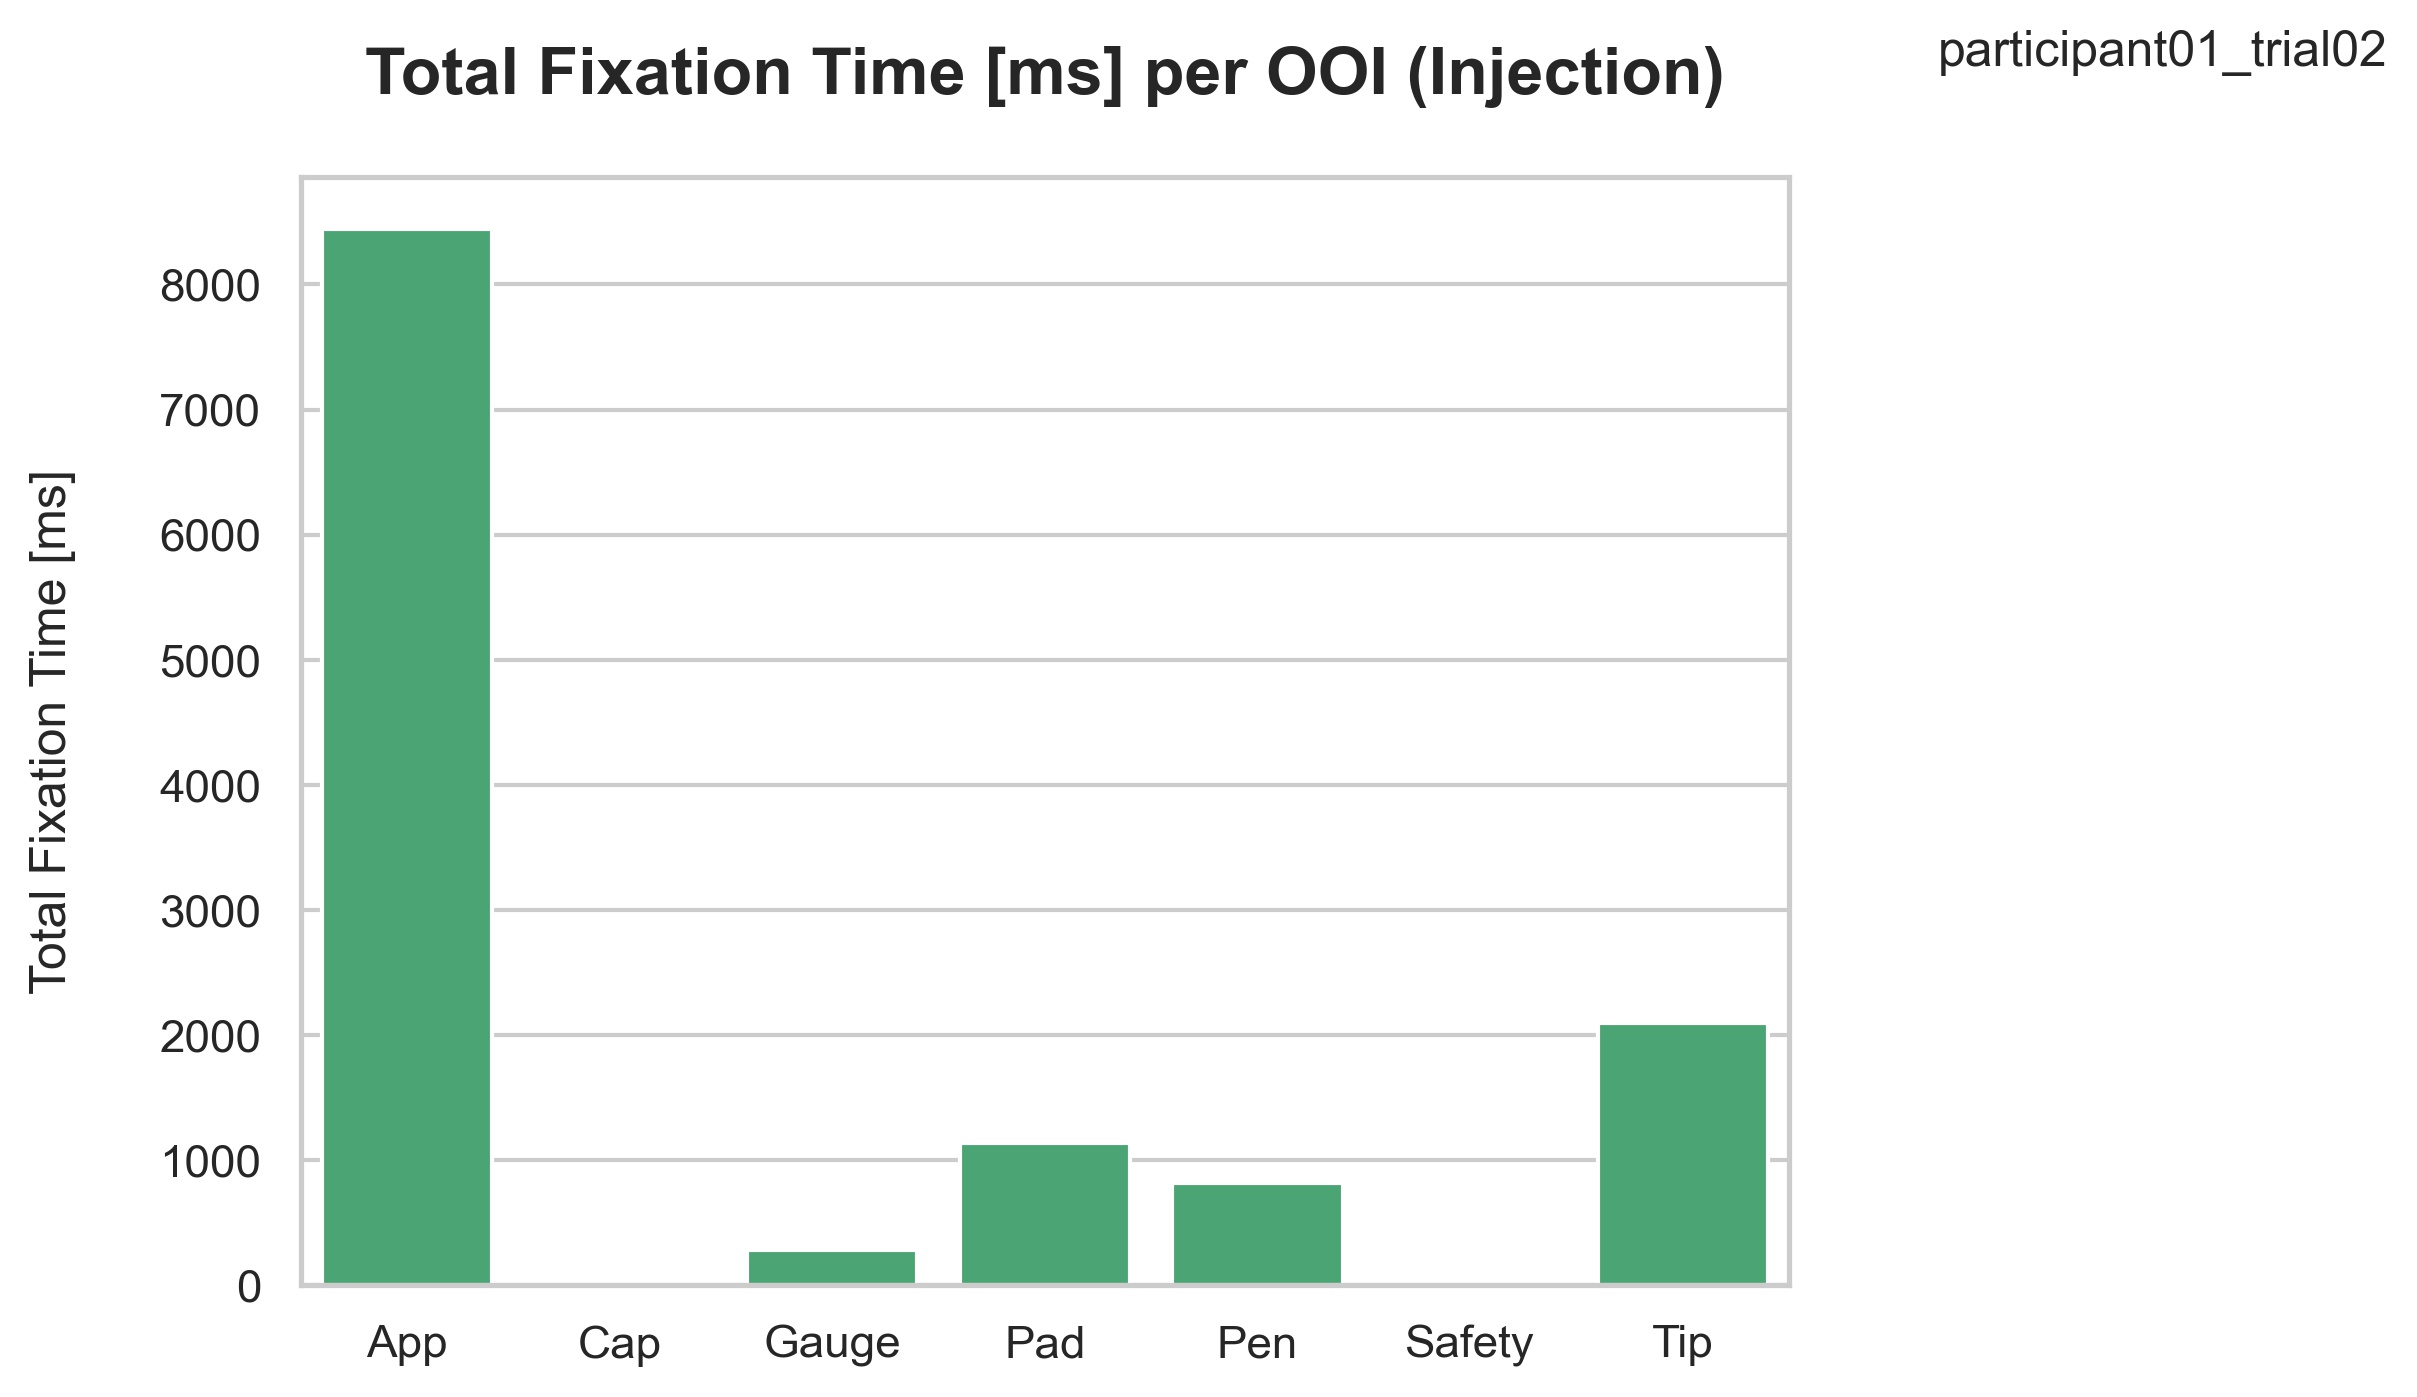 Total Fixation Time [ms] per OOI (Injection)
participant01_trial02
Total Fixation Time [ms]
8000
7000
6000
5000
4000
3000
2000
1000
0
App Cap Gauge Pad Pen Safety Tip